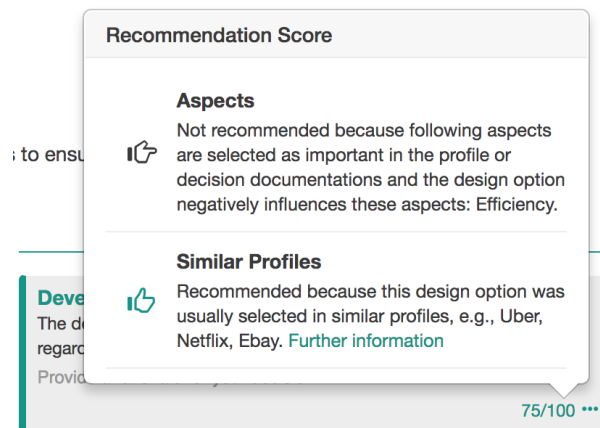 Recommendation Score
Aspects
Not recommended because following aspects
are selected as important in the profile or
decision documentations and the design option
negatively influences these aspects: Efficiency.
s to ensu
Similar Profiles
Recommended because this design option was
usually selected in similar profiles, e.g., Uber,
Netflix, Ebay. Further information
Deve
The de
regarc
Provid
75/100 •••